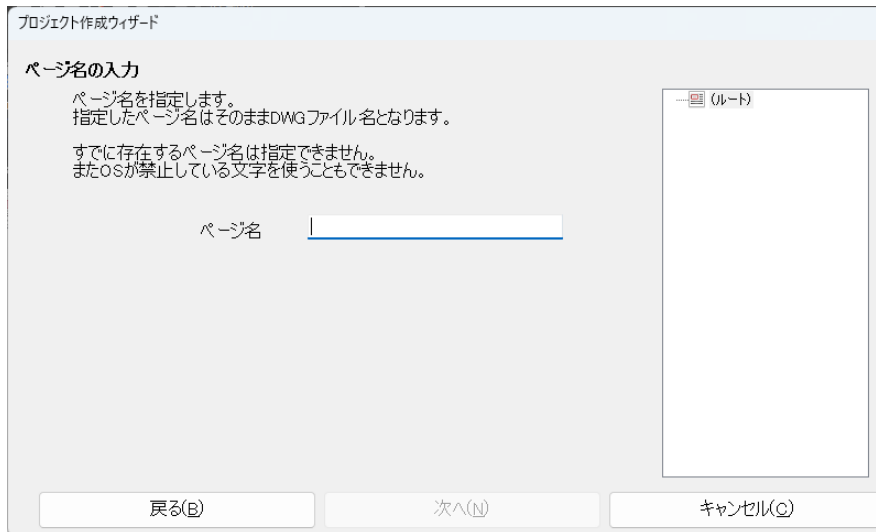 プロジェクト作成ウィザード
ページ名の入力
ページ名を指定します。
指定したページ名はそのままDWGファイル名となります。
すでに存在するページ名は指定できません。
またOSが禁止している文字を使うこともできません。
ページ名
(ルート)
戻る(B)
次へ(N)
キャンセル(C)